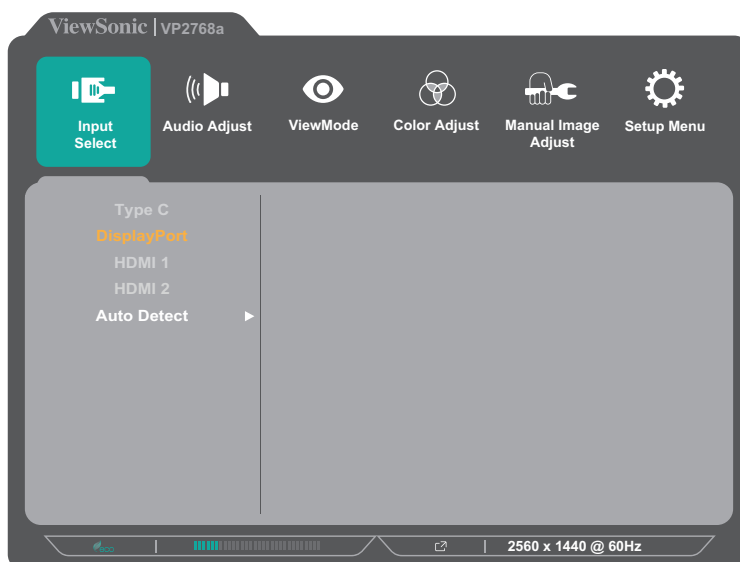 ViewSonic | VP2768a
Input
Select
Audio Adjust
ViewMode
Color Adjust
Manual Image
Adjust
Setup Menu
Type C
DisplayPort
HDMI 1
HDMI 2
Auto Detect
eco
2560 x 1440 @ 60Hz